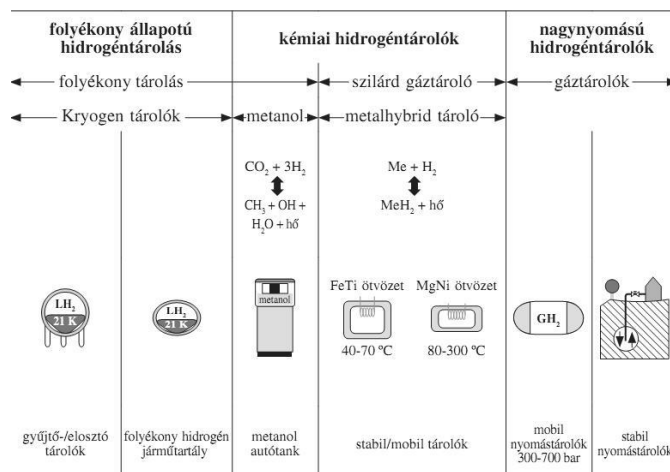 folyékony állapotú
hidrogéntárolás
kémiai hidrogéntárolók
nagynyomású
hidrogéntárolók
folyékony tárolás
szilárd gáztároló
gáztárolók
Kryogen tárolók
metanol
metalhybrid tároló
CO₂ + 3H₂
CH₃ + OH +
H₂O + hő
Me + H₂
MeH₂ + hő
LH₂
21 K
LH₂
21 K
metanol
FeTi ötvözet
40-70 ºC
MgNi ötvözet
80-300 ºC
GH₂
gyűjtő-/elosztó
tárolók
folyékony hidrogén
járműtartály
metanol
autótank
stabil/mobil tárolók
mobil
nyomástárolók
300-700 bar
stabil
nyomástárolók